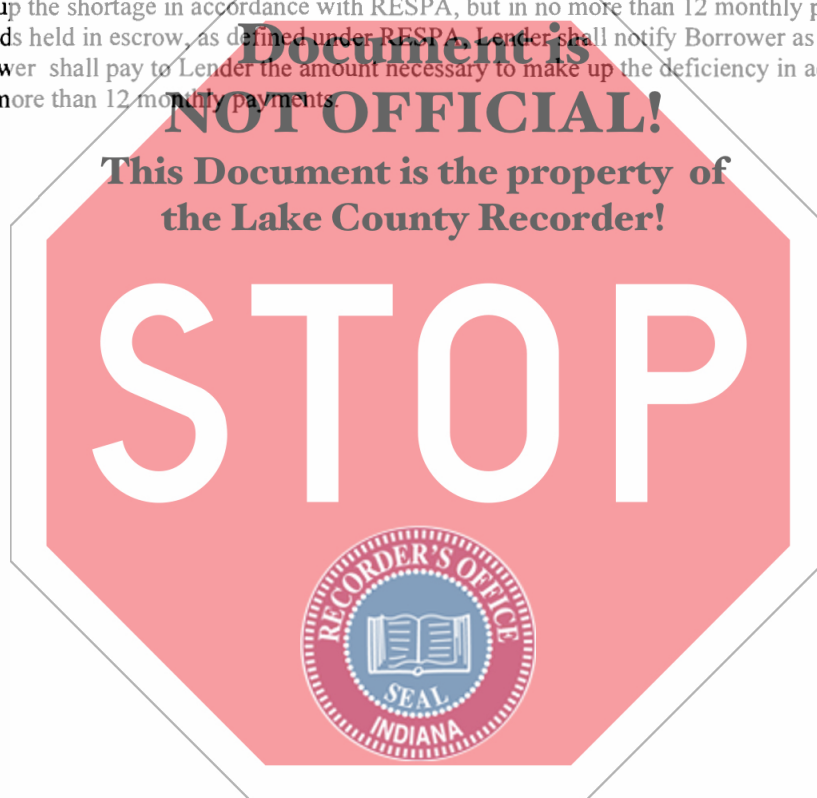 up the shortage in accordance with RESPA, but in no more than 12 monthly p
ds held in escrow, as defined under RESPA, Lender shall notify Borrower as
wer shall pay to Lender the amount necessary to make up the deficiency in a
more than 12 monthly payments.
Document is
NOT OFFICIAL!
This Document is the property of
the Lake County Recorder!
STOP
RECORDER'S OFFICE
SEAL
INDIANA